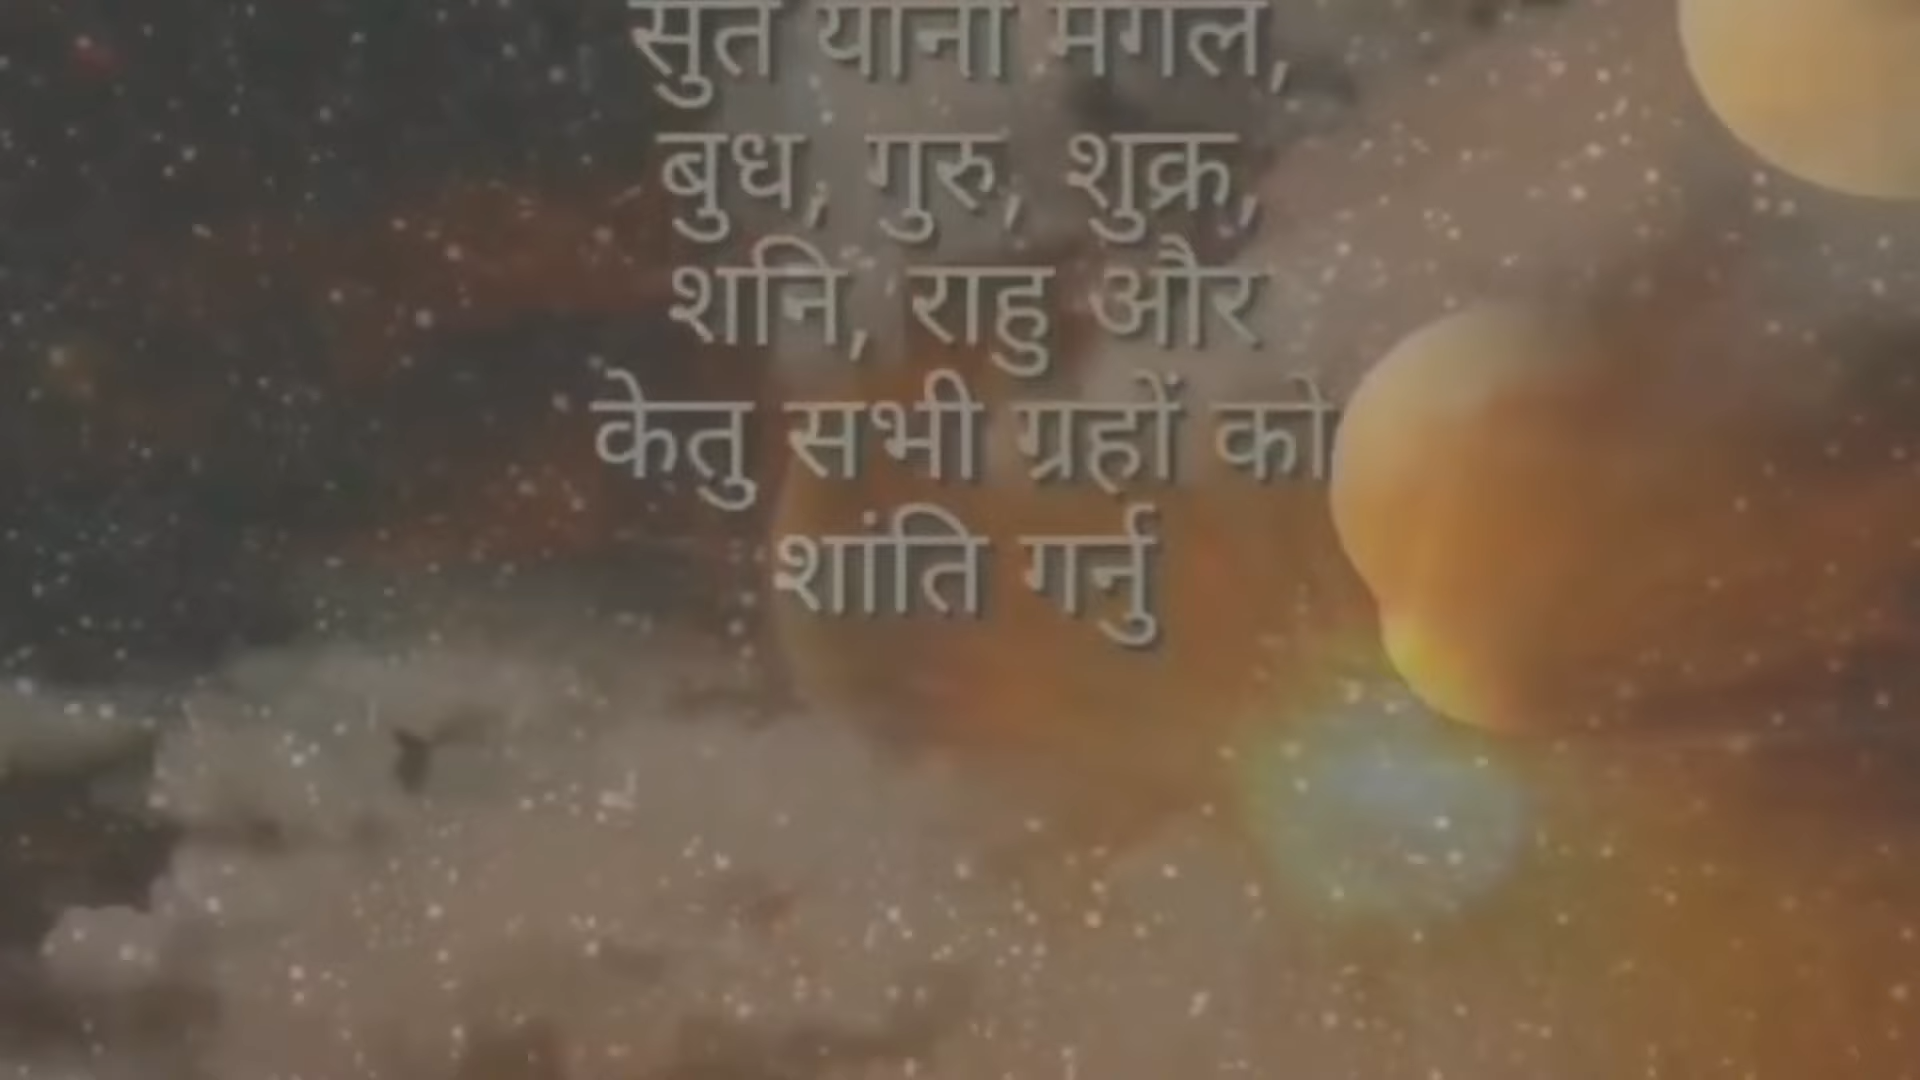 सुत यानी मंगल,
बुध, गुरु, शुक्र,
शनि, राहु और
केतु सभी ग्रहों को
शांति गर्नु